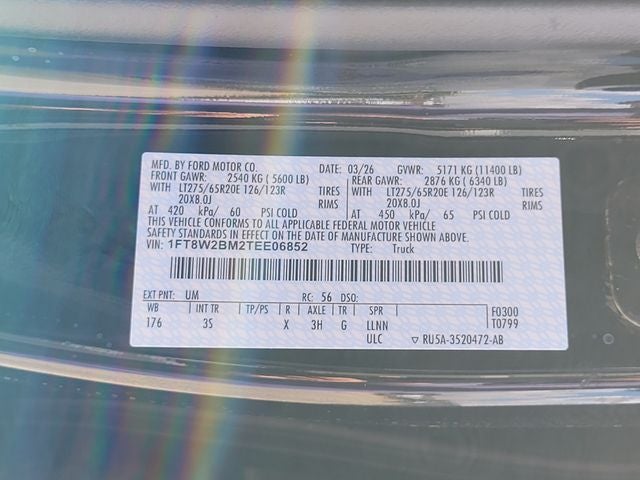 MFD. BY FORD MOTOR CO. 03/26 GVWR: 5171 KG (11400 LB)
FRONT GAWR: 2540 KG ( 5600 LB) REAR GAWR: 2876 KG ( 6340 LB)
WITH LT275/65R20E 126/123R TIRES WITH LT275/65R20E 126/123R TIRES
20X8.0J RIMS 20X8.0J RIMS
AT 420 kPa/ 60 PSI COLD AT 450 kPa/ 65 PSI COLD
THIS VEHICLE CONFORMS TO ALL APPLICABLE FEDERAL MOTOR VEHICLE
SAFETY STANDARDS IN EFFECT ON THE DATE OF MANUFACTURE SHOWN ABOVE.
VIN: 1FT8W2BM2TEE06852 TYPE: Truck
EXT PNT: UM RC: 56 DSO:
WB INT TR TP/PS R AXLE TR SPR F0300
176 3S X 3H G LLNN T0799
ULC ▽ RU5A-3520472-AB